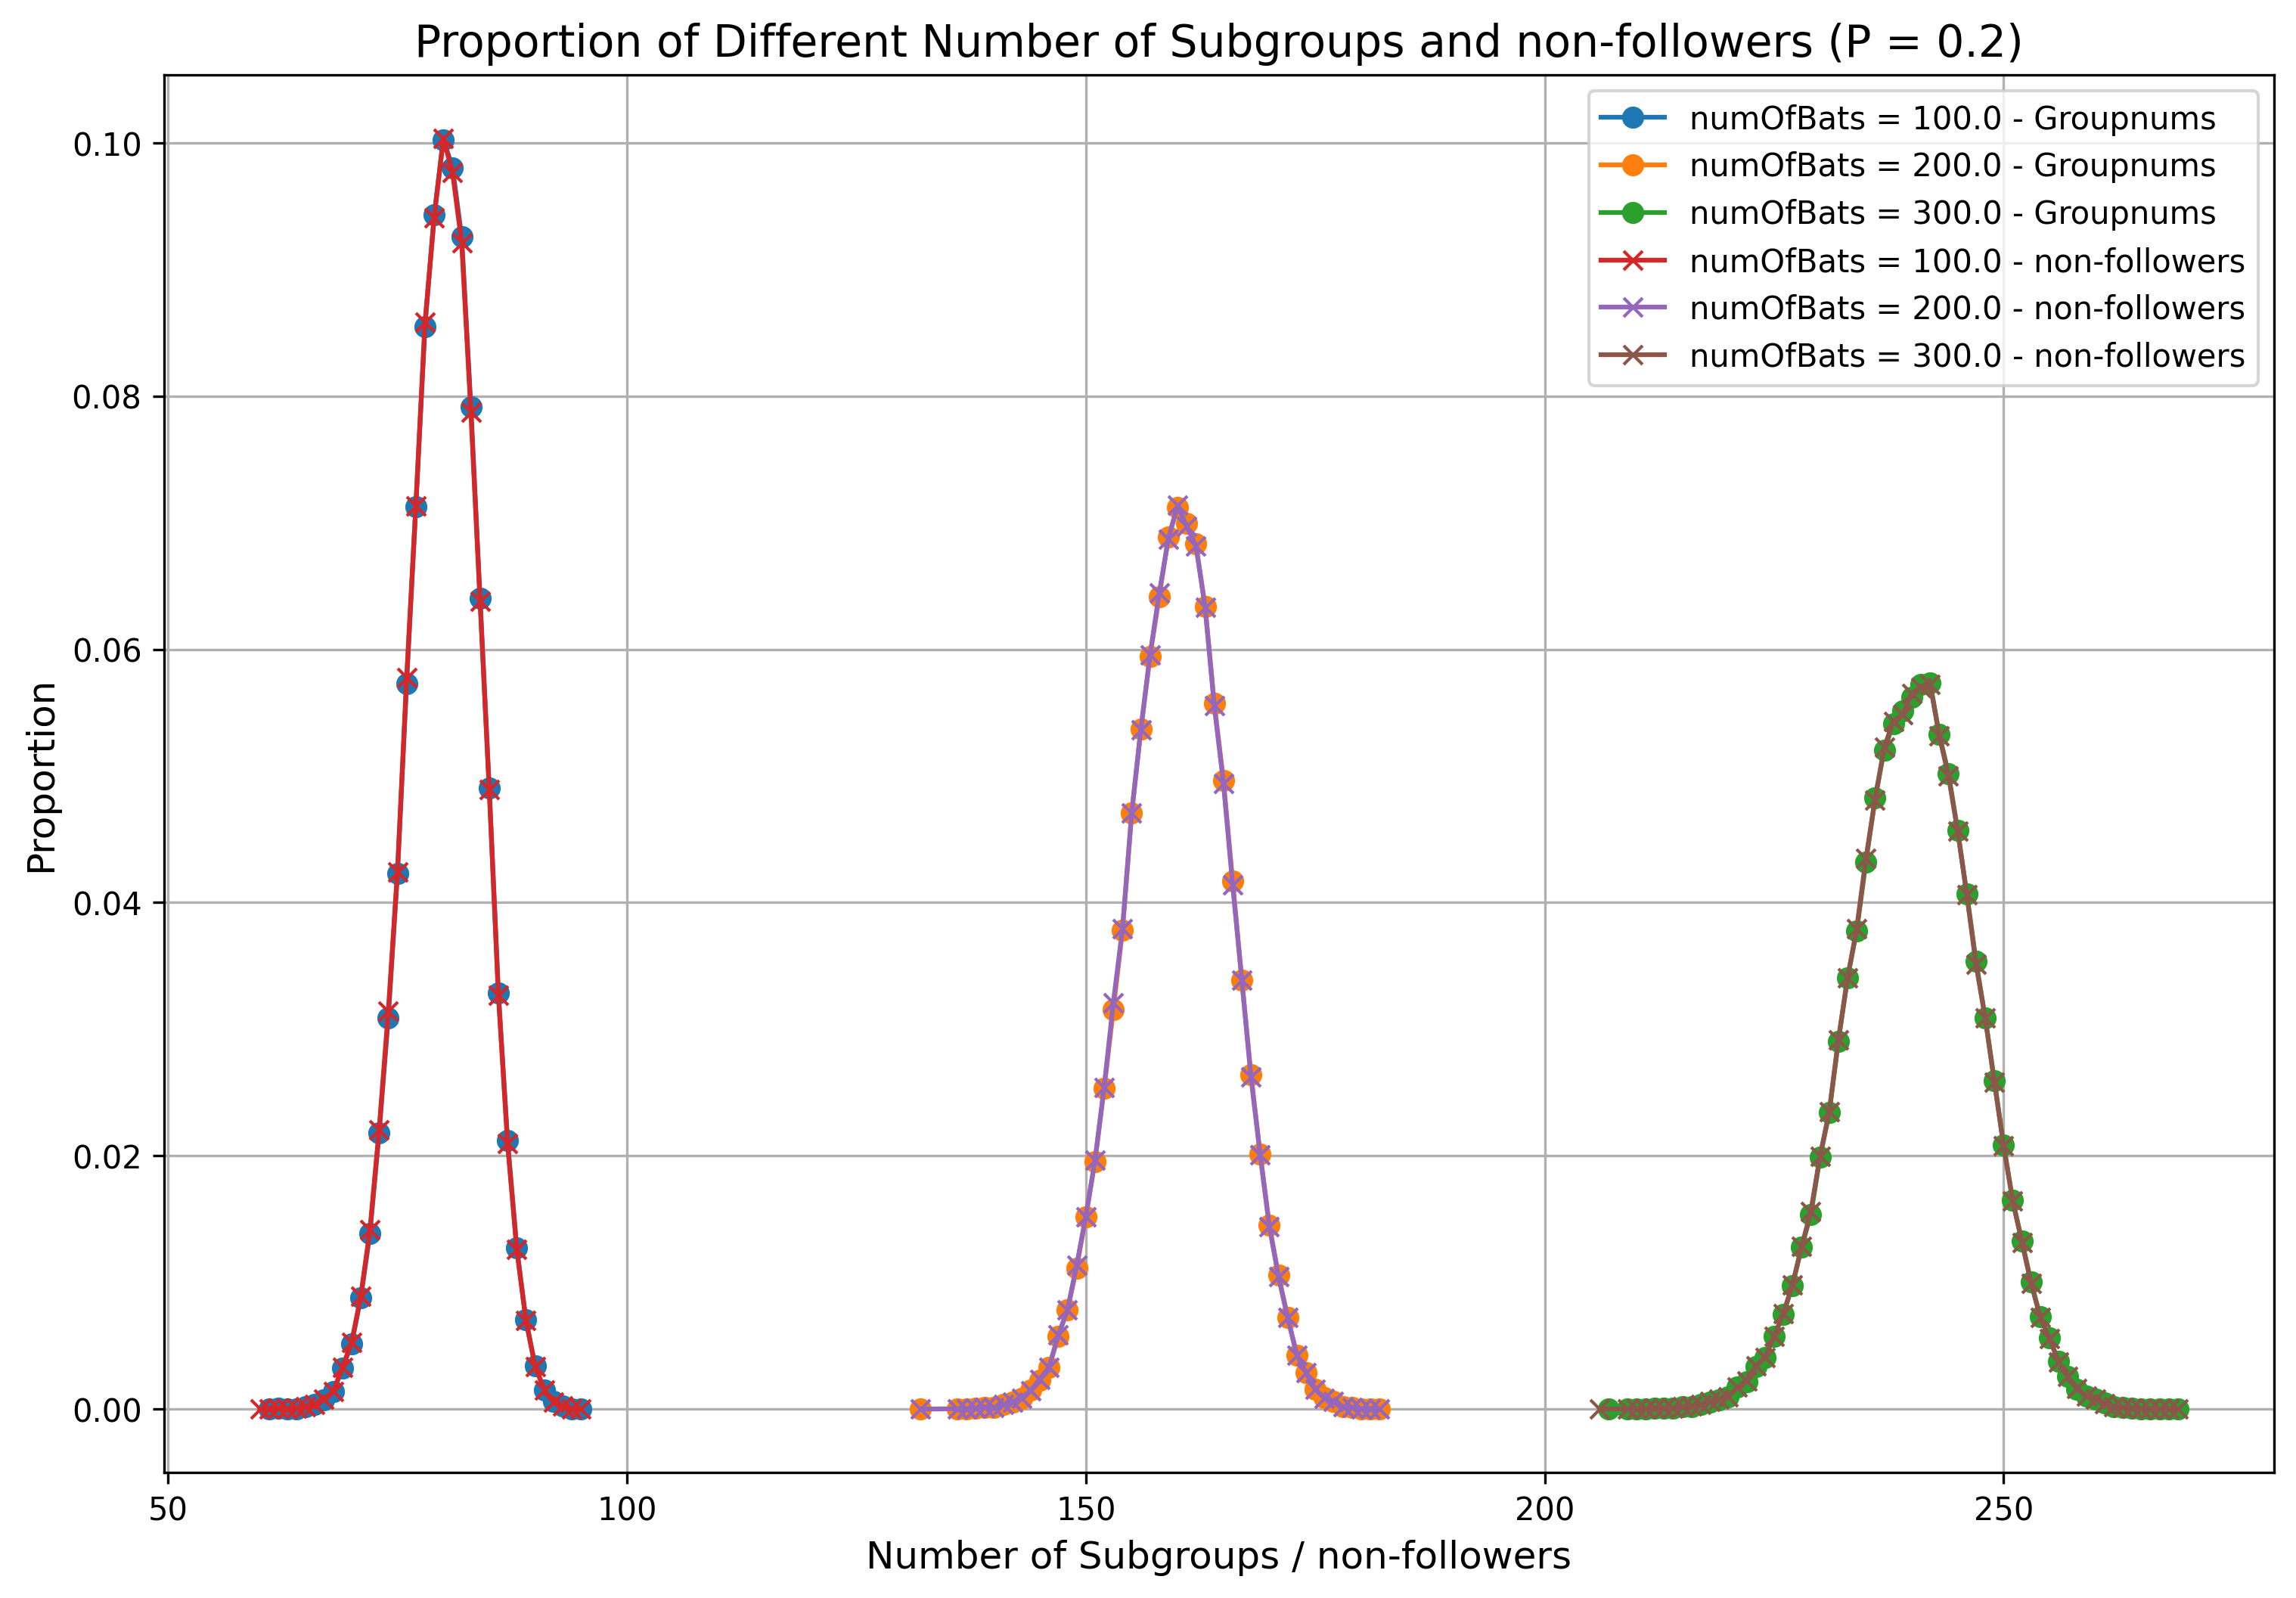 Proportion of Different Number of Subgroups and non-followers (P = 0.2)
numOfBats = 100.0 - Groupnums
numOfBats = 200.0 - Groupnums
numOfBats = 300.0 - Groupnums
numOfBats = 100.0 - non-followers
numOfBats = 200.0 - non-followers
numOfBats = 300.0 - non-followers
0.10
0.08
0.06
0.04
0.02
0.00
Proportion
50 100 150 200 250
Number of Subgroups / non-followers